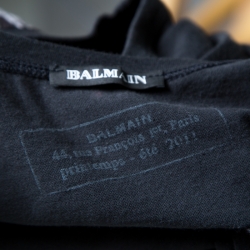 BALMAIN
BALMAIN
44, rue François 1er, Paris
printemps - été 2011